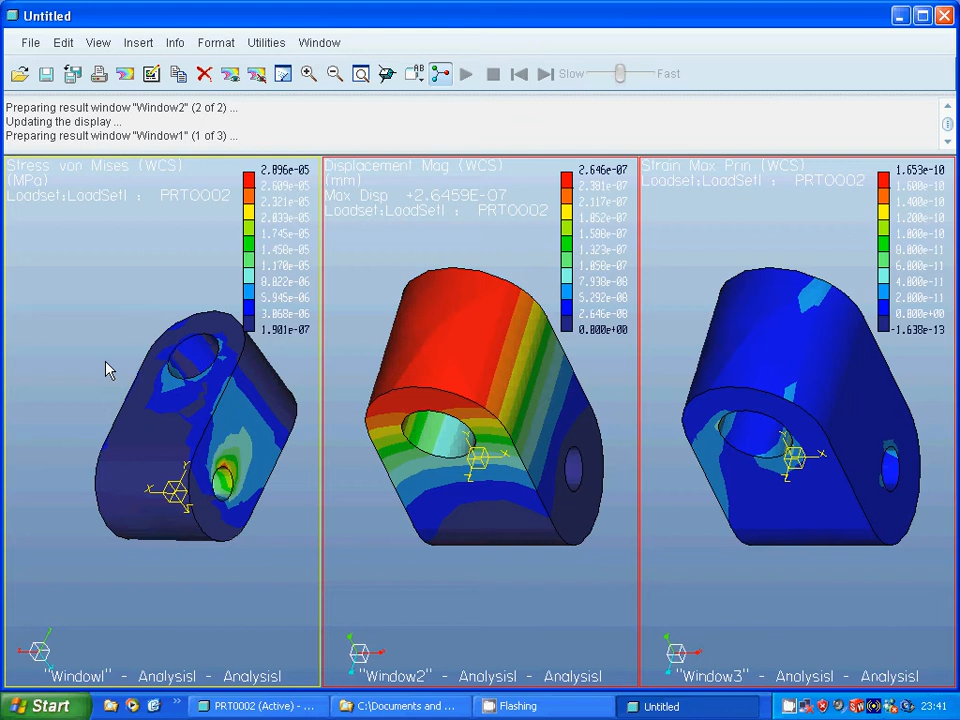 Untitled
File Edit View Insert Info Format Utilities Window
Slow Fast
Preparing result window "Window2" (2 of 2) ...
Updating the display ...
Preparing result window "Window1" (1 of 3) ...
Stress von Mises (WCS)
(MPa)
Loadset:LoadSet1 : PRT0002
2.896e-05
2.609e-05
2.321e-05
2.033e-05
1.745e-05
1.458e-05
1.170e-05
8.822e-06
5.945e-06
3.068e-06
1.901e-07
X
Y
Z
"Window1" - Analysis1 - Analysis1
Displacement Mag (WCS)
(mm)
Max Disp +2.6459E-07
Loadset:LoadSet1 : PRT0002
2.646e-07
2.381e-07
2.117e-07
1.852e-07
1.588e-07
1.323e-07
1.058e-07
7.938e-08
5.292e-08
2.646e-08
0.000e+00
Y
X
Z
"Window2" - Analysis1 - Analysis1
Strain Max Prin (WCS)
Loadset:LoadSet1 : PRT0002
1.653e-10
1.600e-10
1.400e-10
1.200e-10
1.000e-10
8.000e-11
6.000e-11
4.000e-11
2.000e-11
0.000e+00
-1.638e-13
Y
X
Z
"Window3" - Analysis1 - Analysis1
Start PRT0002 (Active) - ... C:\Documents and ... Flashing Untitled 23:41